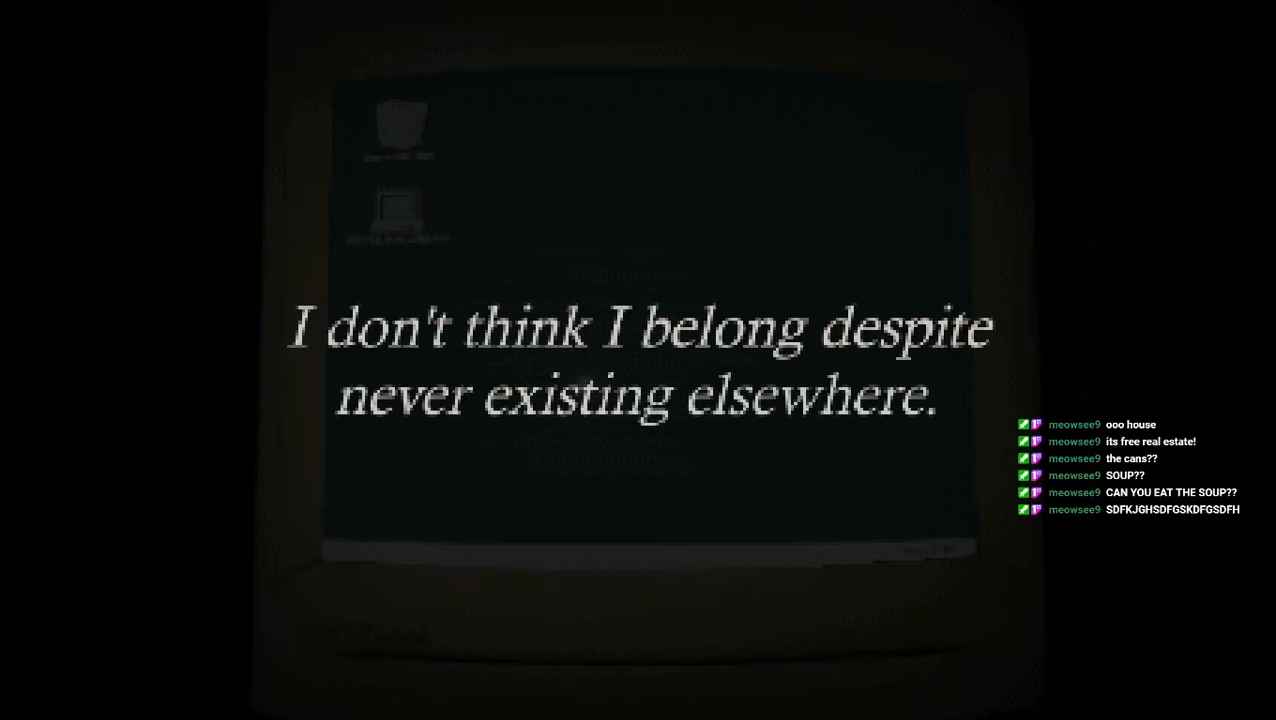 I don't think I belong despite
never existing elsewhere.
meowsee9 ooo house
meowsee9 its free real estate!
meowsee9 the cans??
meowsee9 SOUP??
meowsee9 CAN YOU EAT THE SOUP??
meowsee9 SDFKJGHSDFGSKDFGSDFH